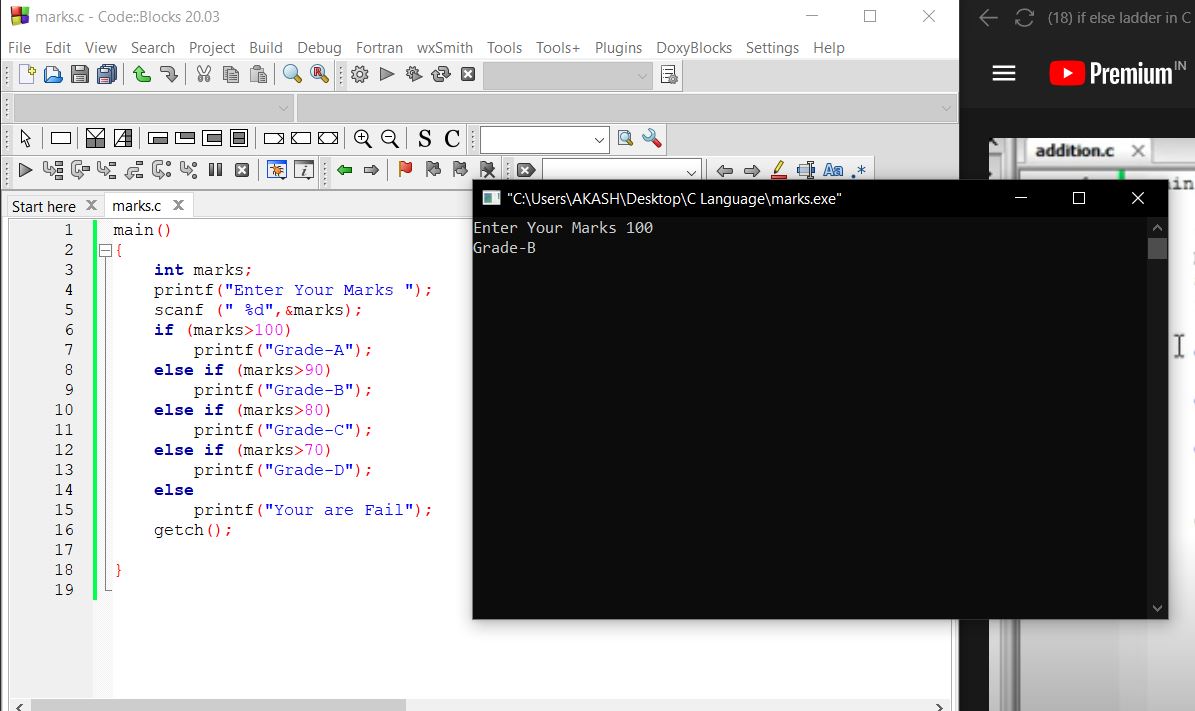 marks.c - Code::Blocks 20.03
File Edit View Search Project Build Debug Fortran wxSmith Tools Tools+ Plugins DoxyBlocks Settings Help
S C
Aa .*
Start here marks.c
1 main()
2 {
3 int marks;
4 printf("Enter Your Marks ");
5 scanf (" %d",&marks);
6 if (marks>100)
7 printf("Grade-A");
8 else if (marks>90)
9 printf("Grade-B");
10 else if (marks>80)
11 printf("Grade-C");
12 else if (marks>70)
13 printf("Grade-D");
14 else
15 printf("Your are Fail");
16 getch();
17
18 }
19
"C:\Users\AKASH\Desktop\C Language\marks.exe"
Enter Your Marks 100
Grade-B
(18) if else ladder in C
Premium IN
addition.c